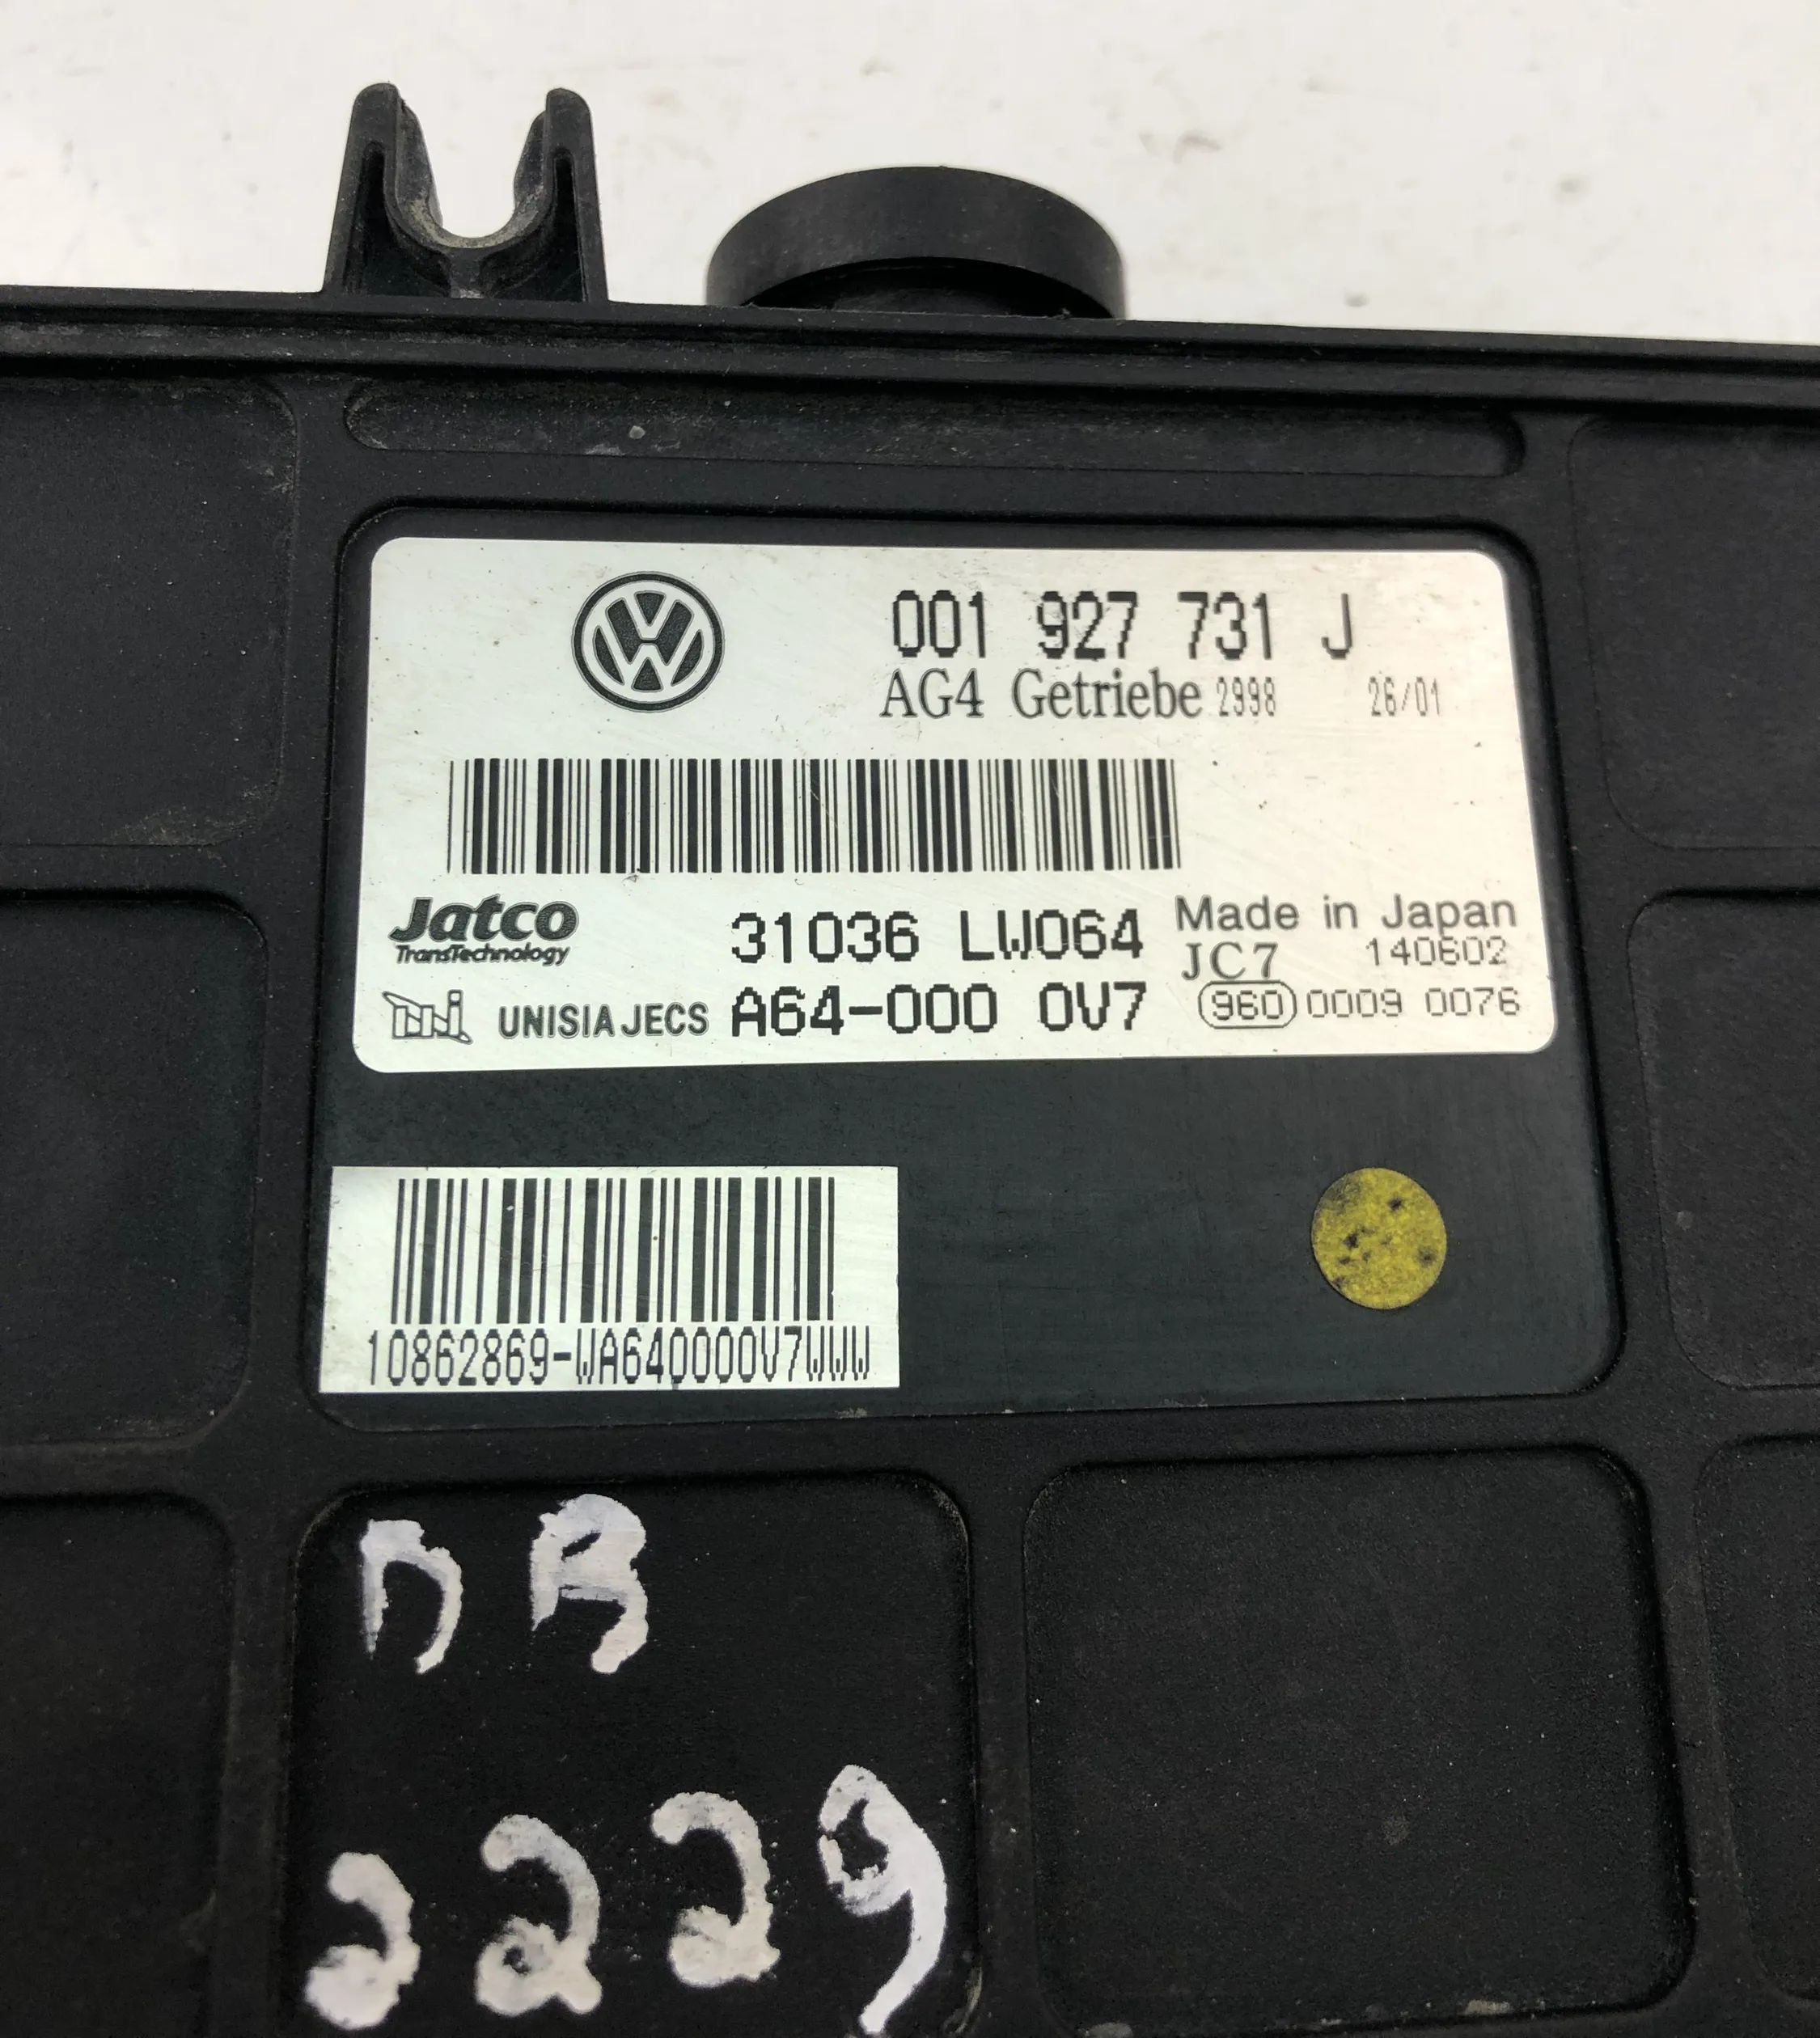 001 927 731 J
AG4 Getriebe 2998 26/01
Jatco
TransTechnology
31036 LW064
Made in Japan
JC7 140602
UNISIA JECS A64-000 0V7 960 0009 0076
10862869-WA640000V7WWW
2229